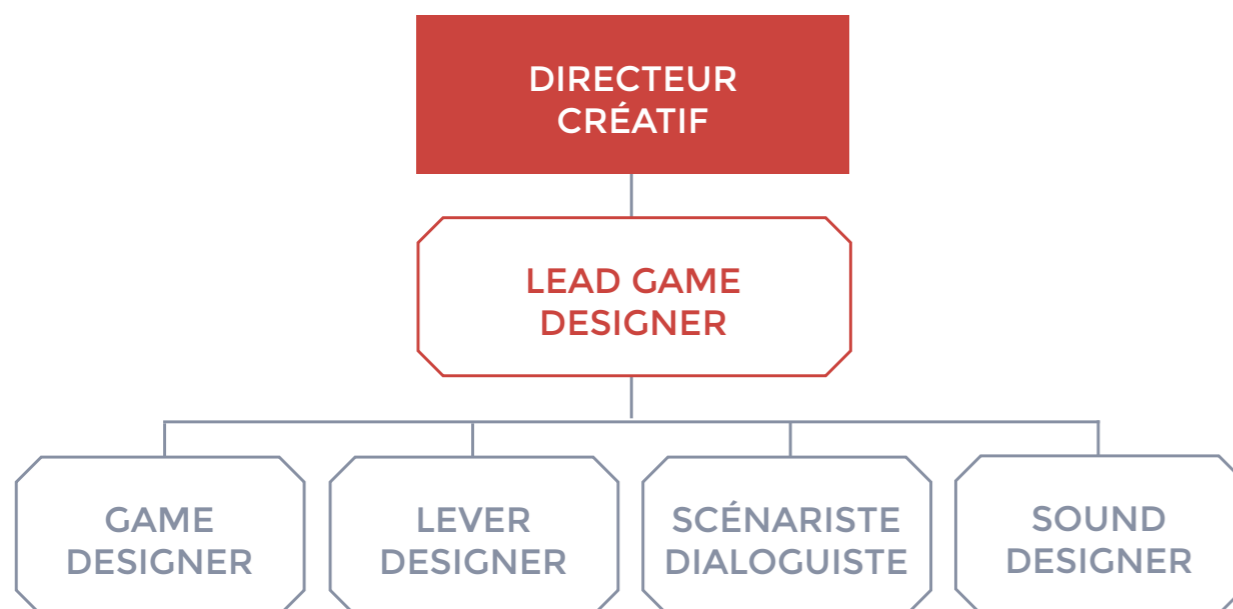 DIRECTEUR
CRÉATIF
LEAD GAME
DESIGNER
GAME
DESIGNER
LEVER
DESIGNER
SCÉNARISTE
DIALOGUISTE
SOUND
DESIGNER